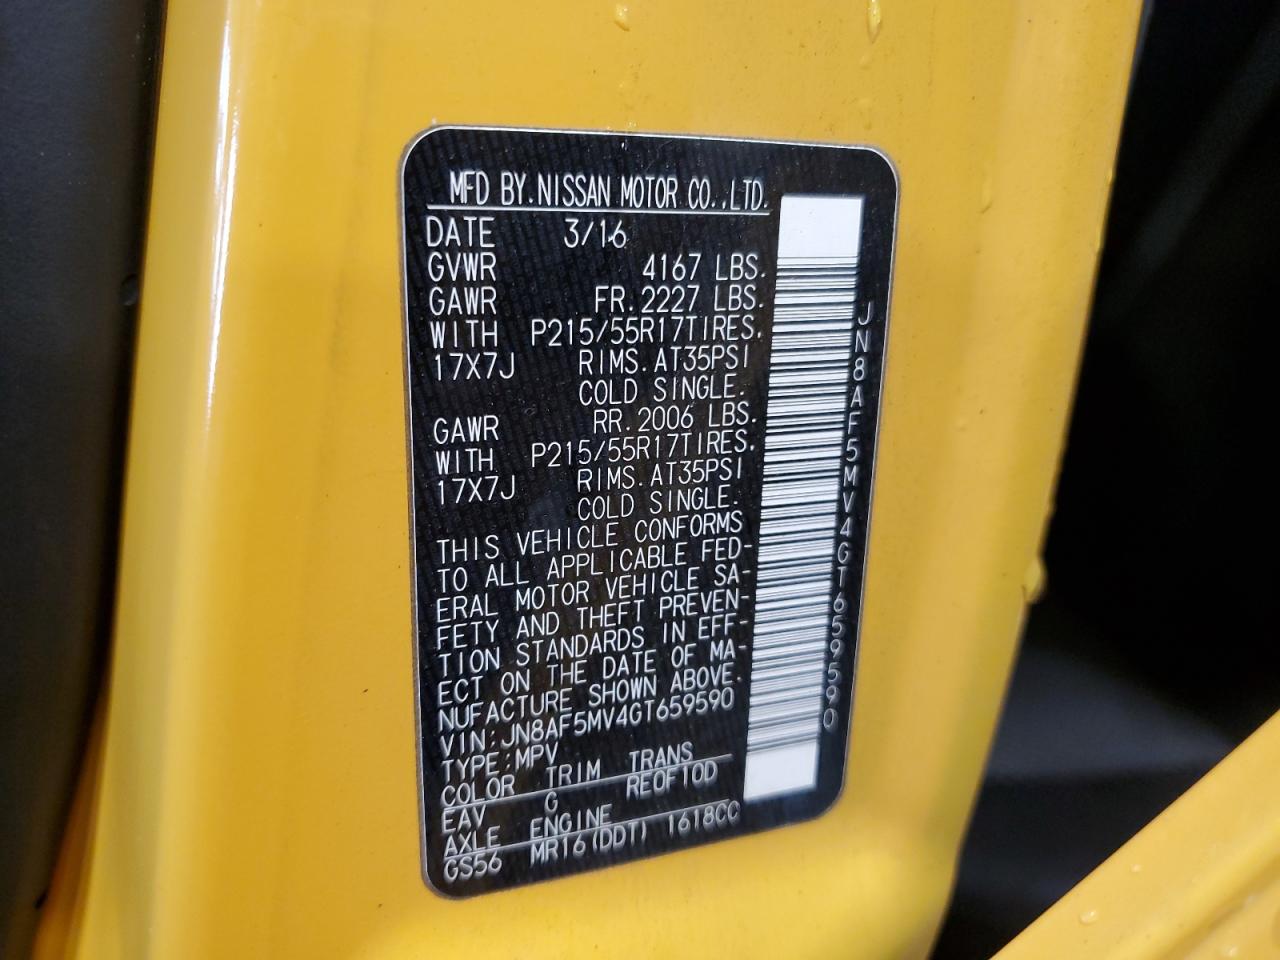 MFD BY.NISSAN MOTOR CO.,LTD.
DATE 3/16
GVWR 4167 LBS.
GAWR FR.2227 LBS.
WITH P215/55R17TIRES.
17X7J RIMS.AT35PSI
COLD SINGLE.
GAWR RR.2006 LBS.
WITH P215/55R17TIRES.
17X7J RIMS.AT35PSI
COLD SINGLE.
THIS VEHICLE CONFORMS
TO ALL APPLICABLE FED-
ERAL MOTOR VEHICLE SA-
FETY AND THEFT PREVEN-
TION STANDARDS IN EFF-
ECT ON THE DATE OF MA-
NUFACTURE SHOWN ABOVE.
VIN:JN8AF5MV4GT659590
TYPE:MPV
COLOR TRIM TRANS
EAV G REOF10D
AXLE ENGINE
GS56 MR16(DDT) 1618CC
JN8AF5MV4GT659590